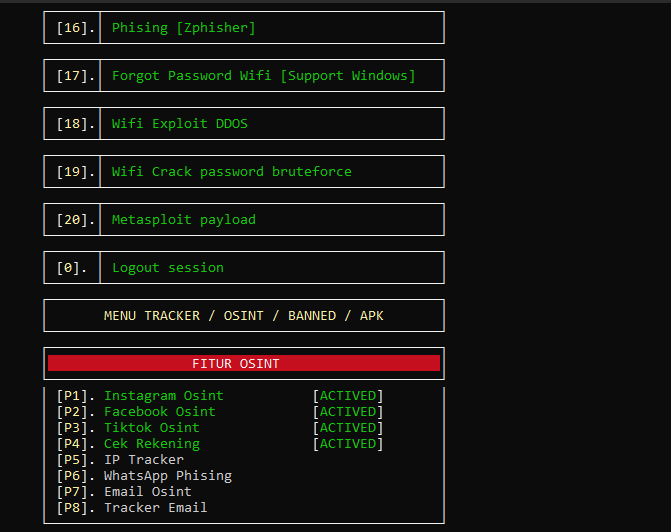 [16]. Phising [Zphisher]
[17]. Forgot Password Wifi [Support Windows]
[18]. Wifi Exploit DDOS
[19]. Wifi Crack password bruteforce
[20]. Metasploit payload
[0]. Logout session
MENU TRACKER / OSINT / BANNED / APK
FITUR OSINT
[P1]. Instagram Osint [ACTIVED]
[P2]. Facebook Osint [ACTIVED]
[P3]. Tiktok Osint [ACTIVED]
[P4]. Cek Rekening [ACTIVED]
[P5]. IP Tracker
[P6]. WhatsApp Phising
[P7]. Email Osint
[P8]. Tracker Email